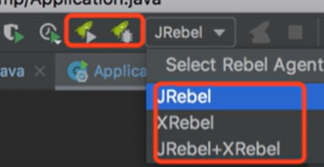 mp/Application.java
JRebel
ava
Applica
Select Rebel Agent
JRebel
XRebel
JRebel+XRebel